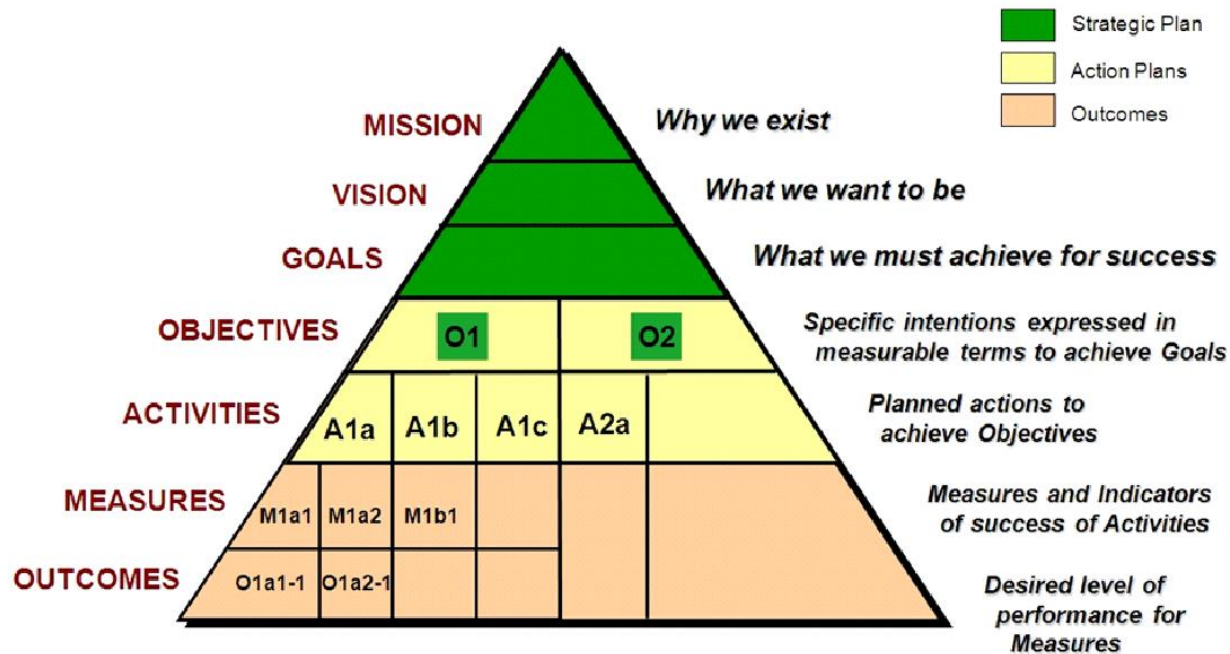 Strategic Plan
Action Plans
Outcomes
MISSION
Why we exist
VISION
What we want to be
GOALS
What we must achieve for success
OBJECTIVES
O1
O2
Specific intentions expressed in
measurable terms to achieve Goals
ACTIVITIES
A1a
A1b
A1c
A2a
Planned actions to
achieve Objectives
MEASURES
M1a1
M1a2
M1b1
Measures and Indicators
of success of Activities
OUTCOMES
O1a1-1
O1a2-1
Desired level of
performance for
Measures